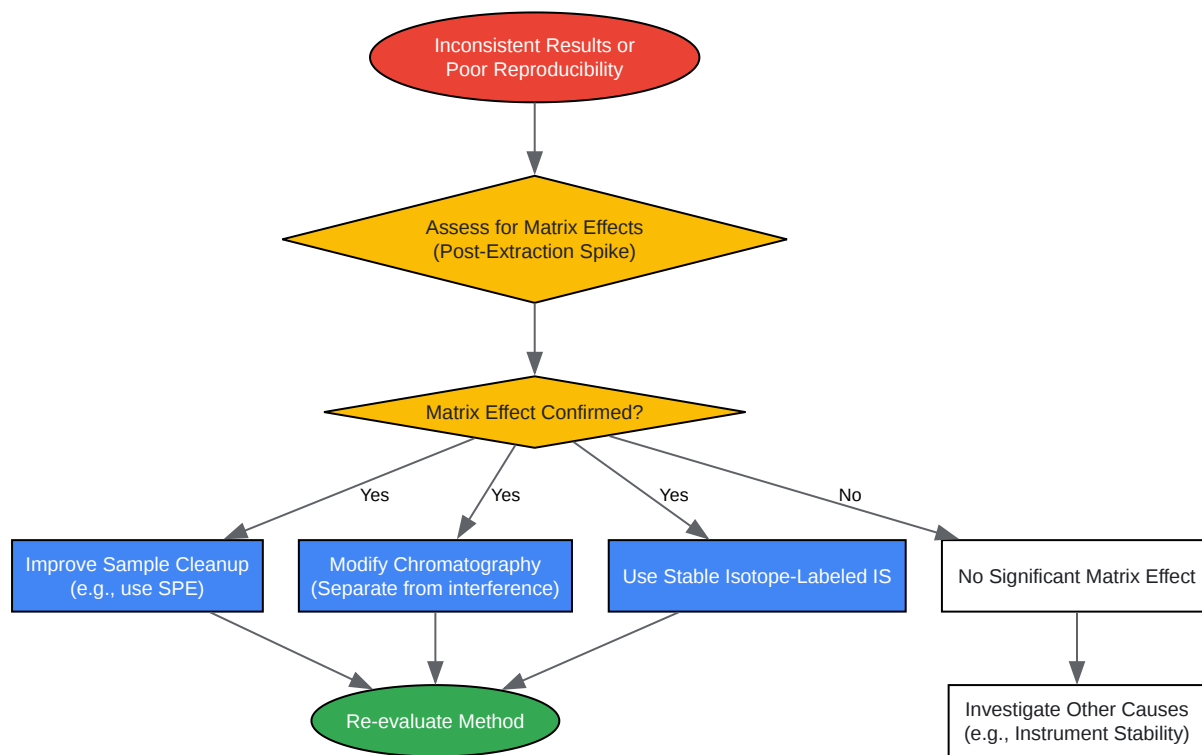 Inconsistent Results or
Poor Reproducibility
Assess for Matrix Effects
(Post-Extraction Spike)
Matrix Effect Confirmed?
Yes
Yes
Yes
No
Improve Sample Cleanup
(e.g., use SPE)
Modify Chromatography
(Separate from interference)
Use Stable Isotope-Labeled IS
No Significant Matrix Effect
Re-evaluate Method
Investigate Other Causes
(e.g., Instrument Stability)